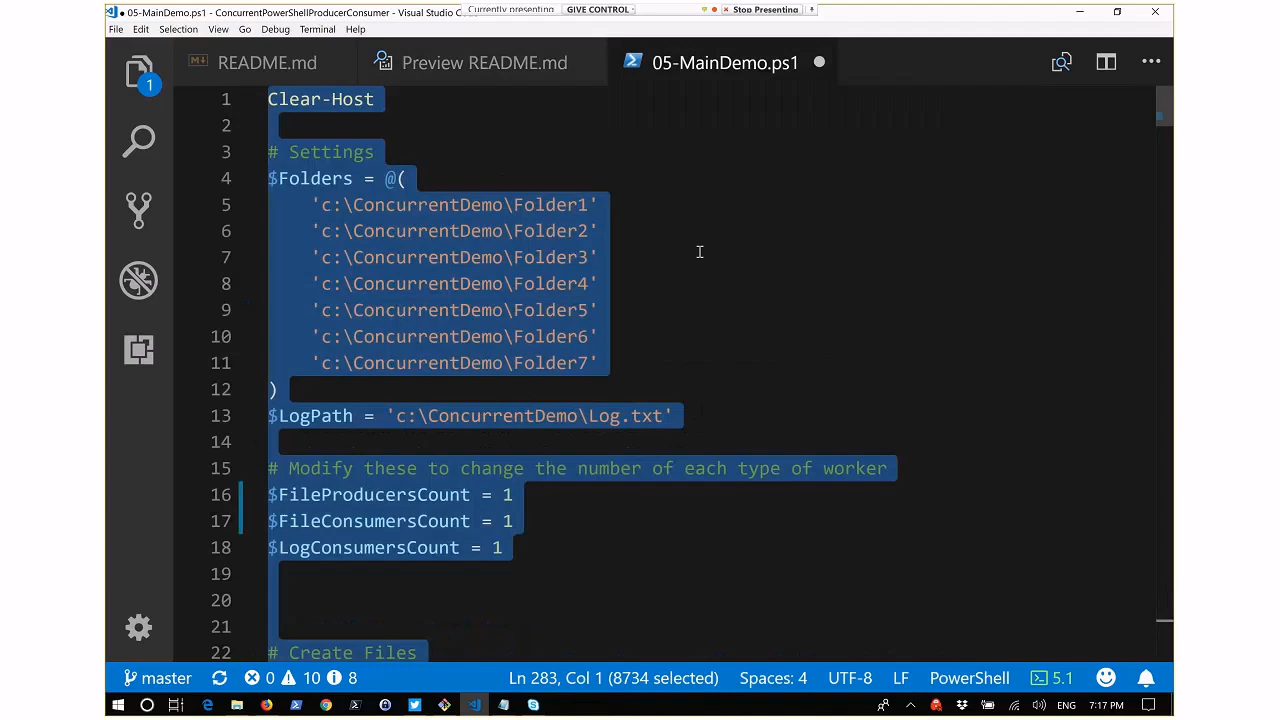 05-MainDemo.ps1 - ConcurrentPowerShellProducerConsumer - Visual Studio Co
Currently presenting
GIVE CONTROL
Stop Presenting
File Edit Selection View Go Debug Terminal Help
README.md
Preview README.md
05-MainDemo.ps1
1
1 Clear-Host
2
3 # Settings
4 $Folders = @(
5 'c:\ConcurrentDemo\Folder1'
6 'c:\ConcurrentDemo\Folder2'
7 'c:\ConcurrentDemo\Folder3'
8 'c:\ConcurrentDemo\Folder4'
9 'c:\ConcurrentDemo\Folder5'
10 'c:\ConcurrentDemo\Folder6'
11 'c:\ConcurrentDemo\Folder7'
12 )
13 $LogPath = 'c:\ConcurrentDemo\Log.txt'
14
15 # Modify these to change the number of each type of worker
16 $FileProducersCount = 1
17 $FileConsumersCount = 1
18 $LogConsumersCount = 1
19
20
21
22 # Create Files
master 0 10 8 Ln 283, Col 1 (8734 selected) Spaces: 4 UTF-8 LF PowerShell 5.1
ENG 7:17 PM